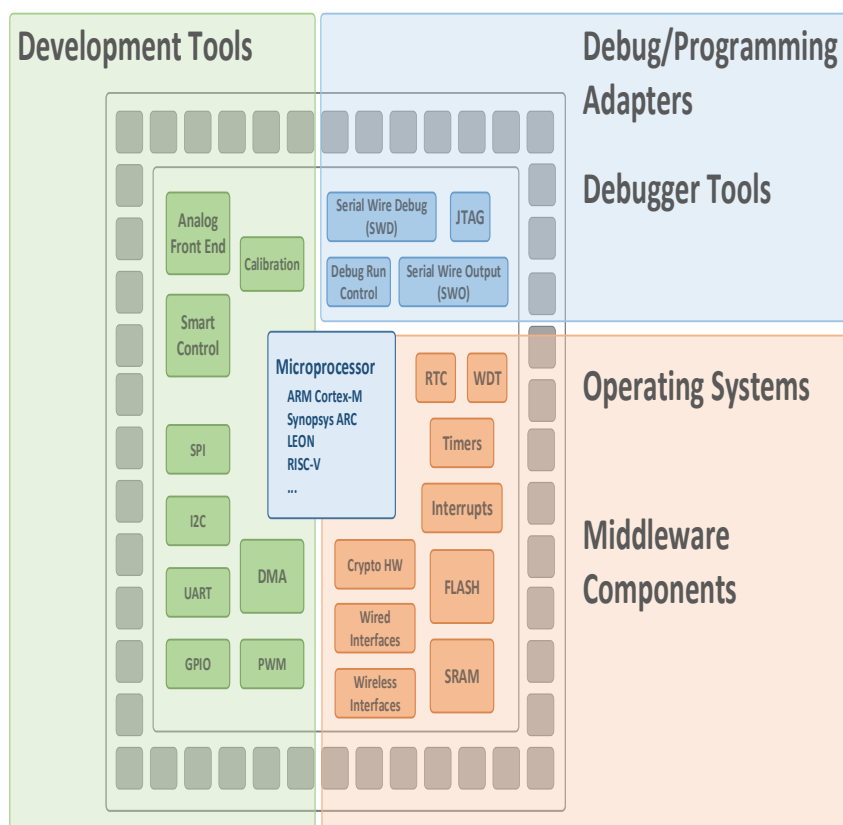 Development Tools
Debug/Programming
Adapters
Debugger Tools
Analog
Front End
Calibration
Smart
Control
Serial Wire Debug
(SWD)
JTAG
Debug Run
Control
Serial Wire Output
(SWO)
Microprocessor
ARM Cortex-M
Synopsys ARC
LEON
RISC-V
...
RTC
WDT
Timers
Interrupts
Operating Systems
SPI
I2C
UART
DMA
GPIO
PWM
Crypto HW
FLASH
Wired
Interfaces
Wireless
Interfaces
SRAM
Middleware
Components